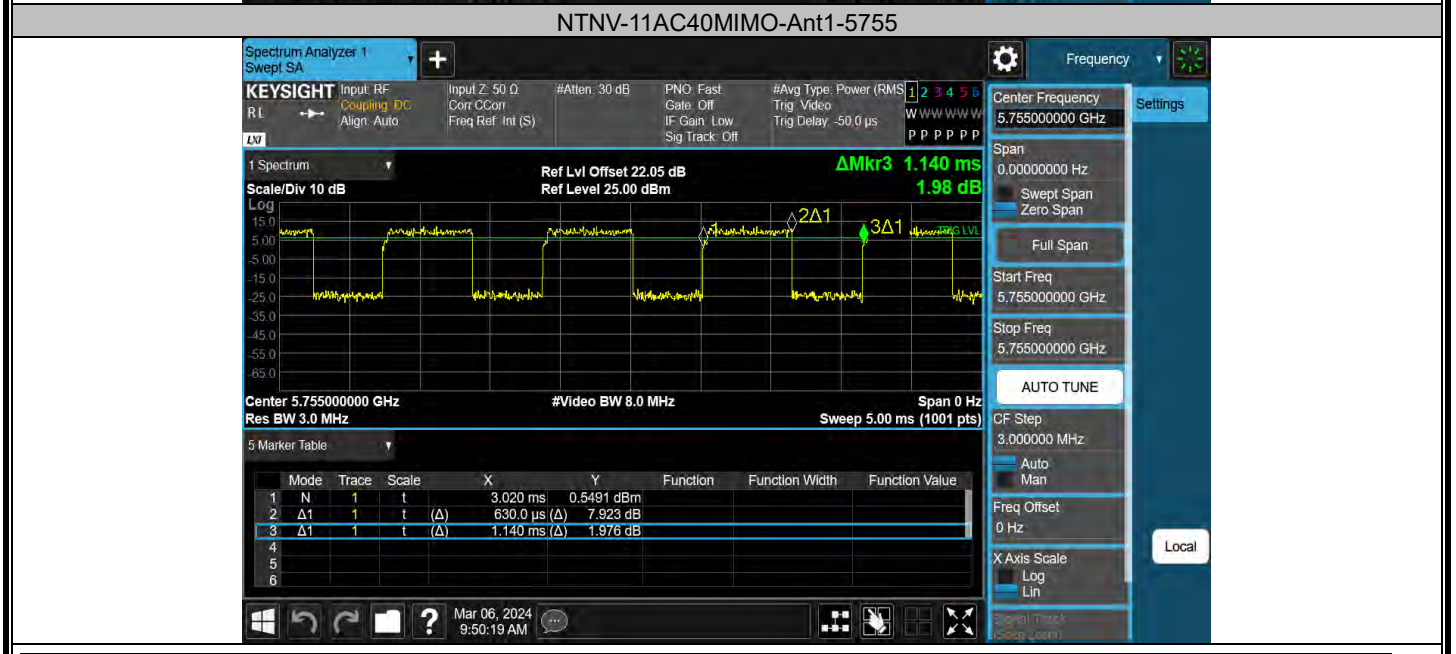 NTNV-11AC40MIMO-Ant1-5755
Spectrum Analyzer 1
Swept SA
+
Frequency
KEYSIGHT
RL
LXI
Input: RF
Coupling: DC
Align: Auto
Input Z: 50 Ω
Corr CCorr
Freq Ref: Int (S)
#Atten: 30 dB
PNO: Fast
Gate: Off
IF Gain: Low
Sig Track: Off
#Avg Type: Power (RMS
Trig: Video
Trig Delay: -50.0 µs
1 2 3 4 5 6
W W W W W W
P P P P P P
Center Frequency
5.755000000 GHz
Settings
Span
0.00000000 Hz
Swept Span
Zero Span
Full Span
Start Freq
5.755000000 GHz
Stop Freq
5.755000000 GHz
AUTO TUNE
CF Step
3.000000 MHz
Auto
Man
Freq Offset
0 Hz
X Axis Scale
Log
Lin
Signal Track
(Span Zoom)
Local
1 Spectrum
Scale/Div 10 dB
Log
Ref Lvl Offset 22.05 dB
Ref Level 25.00 dBm
ΔMkr3 1.140 ms
1.98 dB
15.0
5.00
-5.00
-15.0
-25.0
-35.0
-45.0
-55.0
-65.0
1
2Δ1
3Δ1
TRIG LVL
Center 5.755000000 GHz
Res BW 3.0 MHz
#Video BW 8.0 MHz
Span 0 Hz
Sweep 5.00 ms (1001 pts)
5 Marker Table
Mode Trace Scale X Y Function Function Width Function Value
1 N 1 t 3.020 ms 0.5491 dBm
2 Δ1 1 t (Δ) 630.0 µs (Δ) 7.923 dB
3 Δ1 1 t (Δ) 1.140 ms (Δ) 1.976 dB
4
5
6
?
Mar 06, 2024
9:50:19 AM